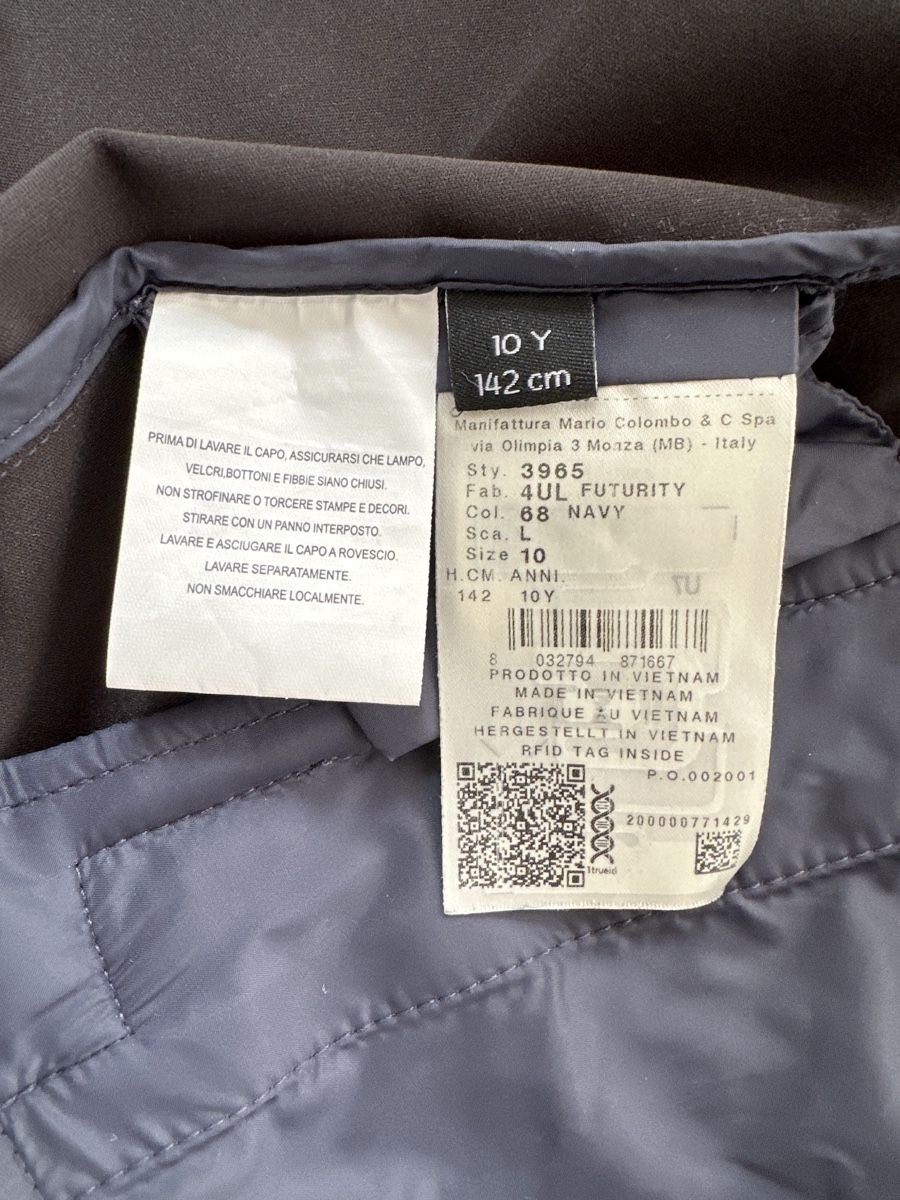 PRIMA DI LAVARE IL CAPO, ASSICURARSI CHE LAMPO,
VELCRI,BOTTONI E FIBBIE SIANO CHIUSI.
NON STROFINARE O TORCERE STAMPE E DECORI.
STIRARE CON UN PANNO INTERPOSTO.
LAVARE E ASCIUGARE IL CAPO A ROVESCIO.
LAVARE SEPARATAMENTE.
NON SMACCHIARE LOCALMENTE.
10 Y
142 cm
Manifattura Mario Colombo & C Spa
via Olimpia 3 Monza (MB) - Italy
Sty. 3965
Fab. 4UL FUTURITY
Col. 68 NAVY
Sca. L
Size 10
H.CM. ANNI.
142 10Y
8 032794 871667
PRODOTTO IN VIETNAM
MADE IN VIETNAM
FABRIQUE AU VIETNAM
HERGESTELLT IN VIETNAM
RFID TAG INSIDE
P.O.002001
200000771429
1trueid